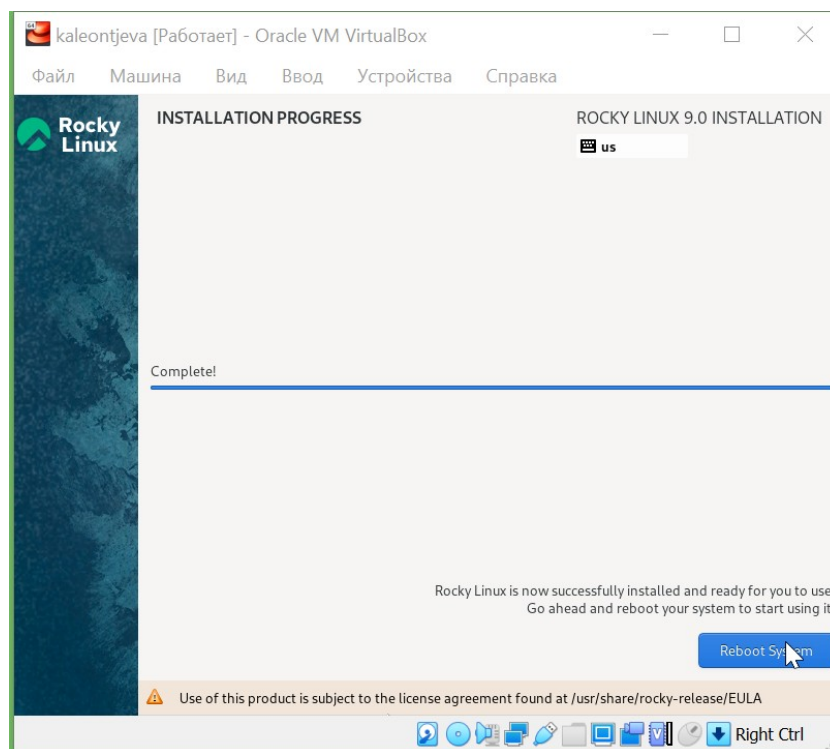 kaleontjeva [Работает] - Oracle VM VirtualBox
Файл Машина Вид Ввод Устройства Справка
Rocky
Linux
INSTALLATION PROGRESS
ROCKY LINUX 9.0 INSTALLATION
us
Complete!
Rocky Linux is now successfully installed and ready for you to use
Go ahead and reboot your system to start using it
Reboot System
Use of this product is subject to the license agreement found at /usr/share/rocky-release/EULA
Right Ctrl